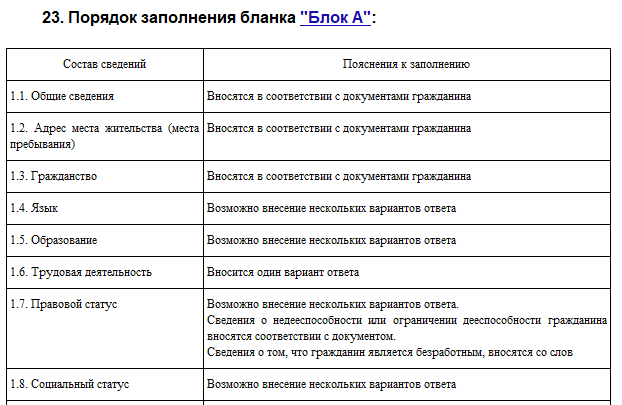 23. Порядок заполнения бланка "Блок А":
Состав сведений
Пояснения к заполнению
1.1. Общие сведения
Вносятся в соответствии с документами гражданина
1.2. Адрес места жительства (места
пребывания)
Вносятся в соответствии с документами гражданина
1.3. Гражданство
Вносятся в соответствии с документами гражданина
1.4. Язык
Возможно внесение нескольких вариантов ответа
1.5. Образование
Возможно внесение нескольких вариантов ответа
1.6. Трудовая деятельность
Вносится один вариант ответа
1.7. Правовой статус
Возможно внесение нескольких вариантов ответа.
Сведения о недееспособности или ограничении дееспособности гражданина
вносятся соответствии с документом.
Сведения о том, что гражданин является безработным, вносятся со слов
1.8. Социальный статус
Возможно внесение нескольких вариантов ответа